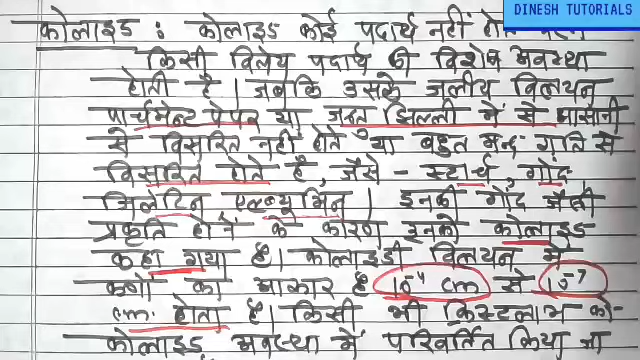 DINESH TUTORIALS
कोलाइड : कोलाइड कोई पदार्थ नहीं होते
किसी विलेय पदार्थ की विशेष अवस्था
होती है । जबकि उसके जलीय विलयन
पार्चमेन्ट पेपर या जन्तु झिल्ली में से आसानी
से विसरित नहीं होते या बहुत मन्द गति से
विसरित होते है, जैसे - स्टार्च, गोंद,
जिलेटिन एल्ब्यूमिन । इनकी गोंद जैसी
प्रकृति होने के कारण इनको कोलाइड
कहा गया है। कोलाइडी विलयन में
कणों का आकार है 10⁻⁴ cm से 10⁻⁷
cm. होता है। किसी भी क्रिस्टलाभ को-
कोलाइड अवस्था में परिवर्तित किया जा